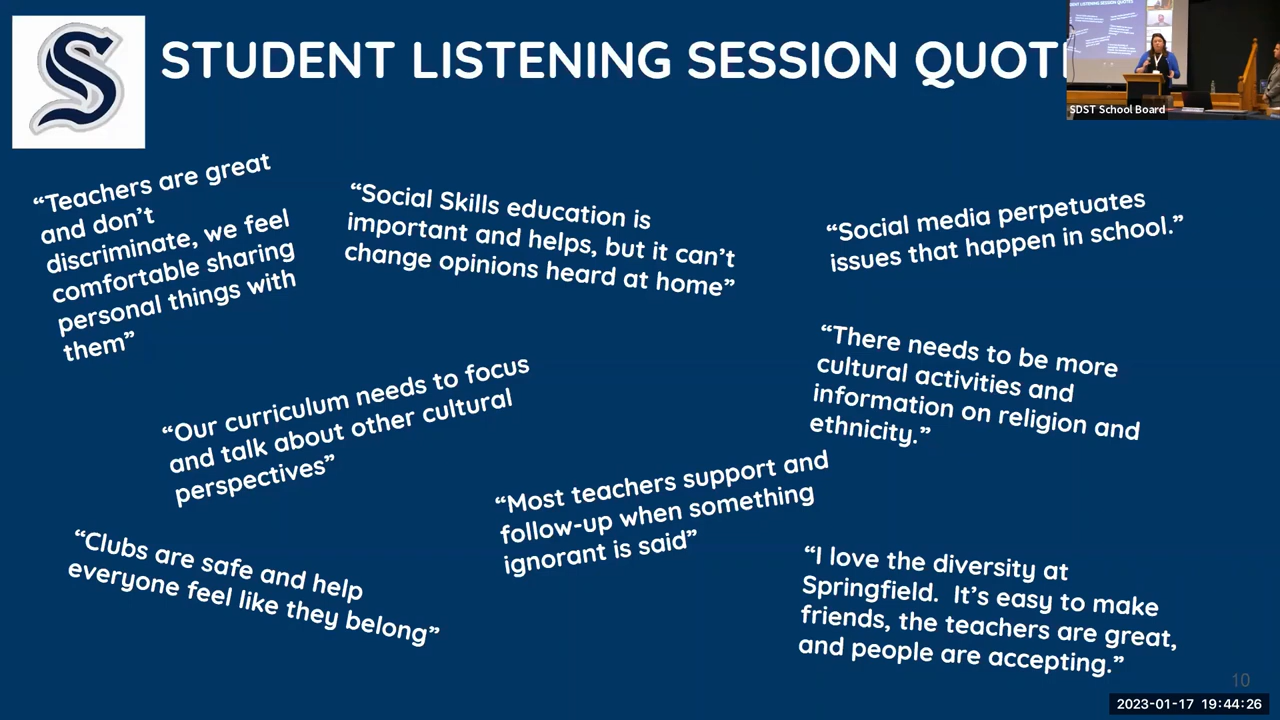 S
STUDENT LISTENING SESSION QUOT
SDST School Board
“Teachers are great
and don’t
discriminate, we feel
comfortable sharing
personal things with
them”
“Social Skills education is
important and helps, but it can’t
change opinions heard at home”
“Social media perpetuates
issues that happen in school.”
“There needs to be more
cultural activities and
information on religion and
ethnicity.”
“Our curriculum needs to focus
and talk about other cultural
perspectives”
“Most teachers support and
follow-up when something
ignorant is said”
“Clubs are safe and help
everyone feel like they belong”
“I love the diversity at
Springfield.  It’s easy to make
friends, the teachers are great,
and people are accepting.”
10
2023-01-17 19:44:26